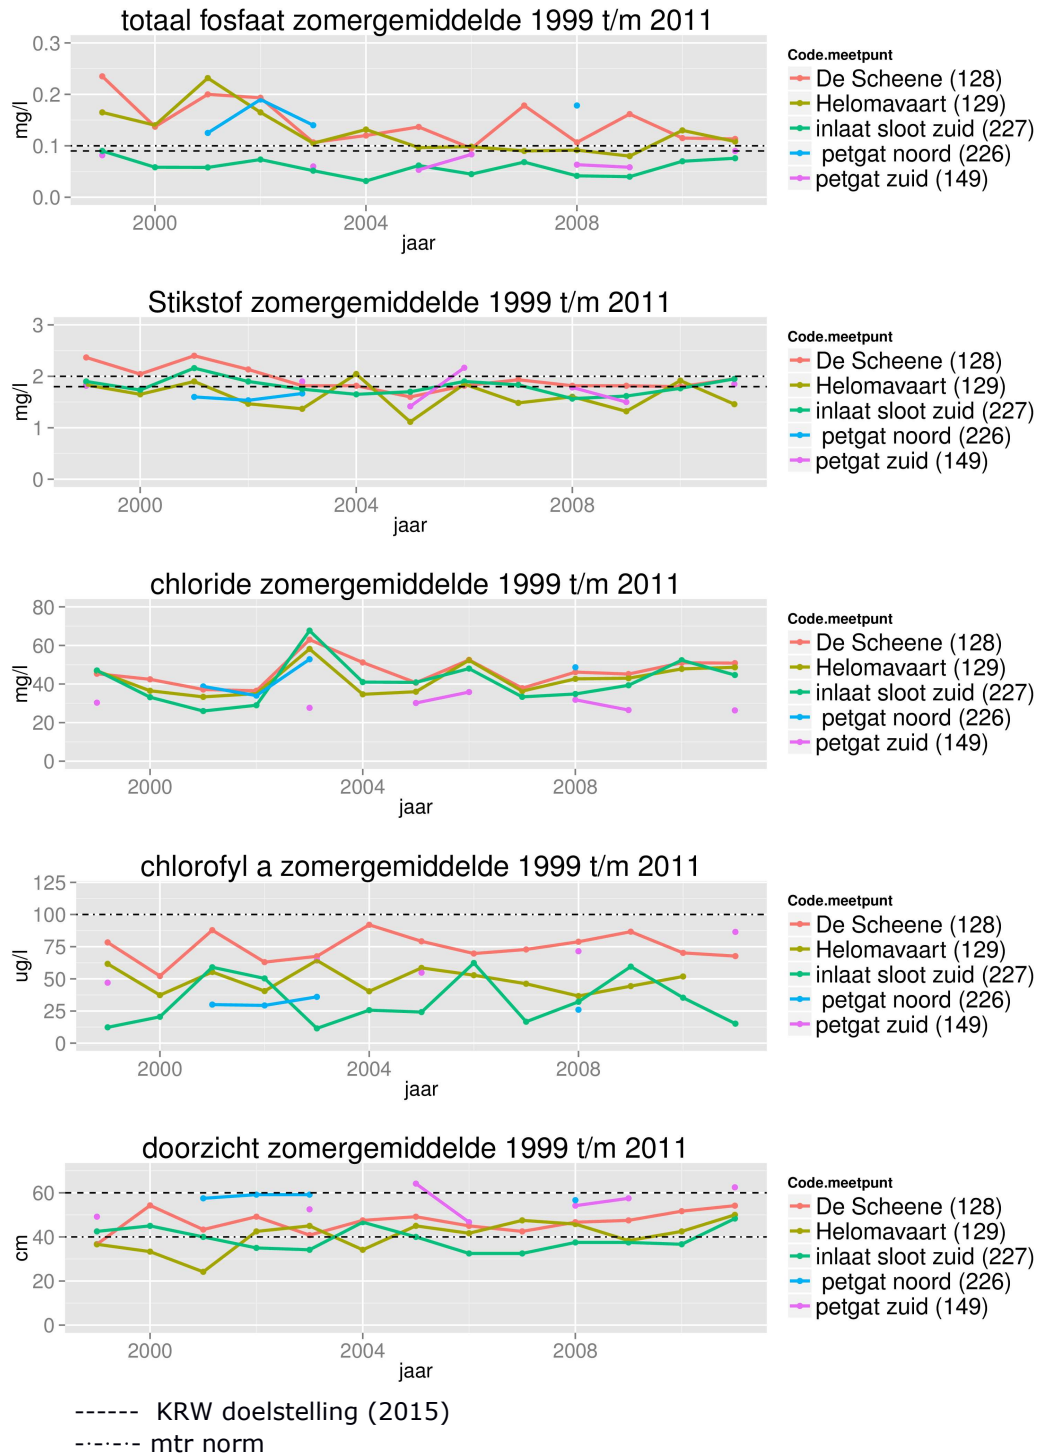 totaal fosfaat zomergemiddelde 1999 t/m 2011
0.3
0.2
0.1
0.0
mg/l
2000 2004 2008
jaar
Code.meetpunt
De Scheene (128)
Helomavaart (129)
inlaat sloot zuid (227)
petgat noord (226)
petgat zuid (149)
Stikstof zomergemiddelde 1999 t/m 2011
3
2
1
0
mg/l
2000 2004 2008
jaar
Code.meetpunt
De Scheene (128)
Helomavaart (129)
inlaat sloot zuid (227)
petgat noord (226)
petgat zuid (149)
chloride zomergemiddelde 1999 t/m 2011
80
60
40
20
0
mg/l
2000 2004 2008
jaar
Code.meetpunt
De Scheene (128)
Helomavaart (129)
inlaat sloot zuid (227)
petgat noord (226)
petgat zuid (149)
chlorofyl a zomergemiddelde 1999 t/m 2011
125
100
75
50
25
0
ug/l
2000 2004 2008
jaar
Code.meetpunt
De Scheene (128)
Helomavaart (129)
inlaat sloot zuid (227)
petgat noord (226)
petgat zuid (149)
doorzicht zomergemiddelde 1999 t/m 2011
60
40
20
0
cm
2000 2004 2008
jaar
Code.meetpunt
De Scheene (128)
Helomavaart (129)
inlaat sloot zuid (227)
petgat noord (226)
petgat zuid (149)
KRW doelstelling (2015)
mtr norm